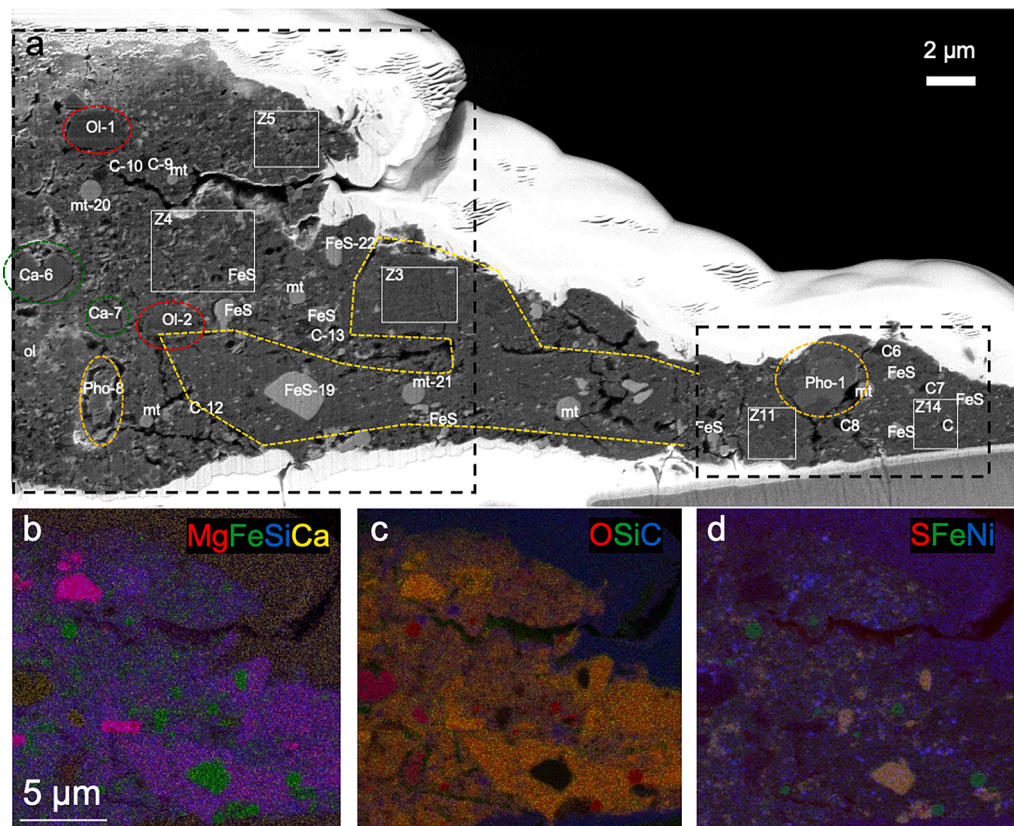 a
2 µm
Ol-1
Z5
C-10 C-9
mt
mt-20
Z4
FeS-22
Z3
Ca-6
FeS
mt
Ca-7
Ol-2
FeS
FeS
C-13
ol
Pho-8
FeS-19
mt-21
mt
C-12
FeS
mt
C6
Pho-1
FeS
mt
C7
FeS
Z11
C8
Z14
FeS
FeS
C
b
MgFeSiCa
5 µm
c
OSiC
d
SFeNi